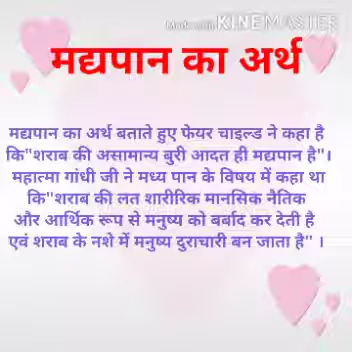 Made with KINEMASTER
मद्यपान का अर्थ
मद्यपान का अर्थ बताते हुए फेयर चाइल्ड ने कहा है
कि"शराब की असामान्य बुरी आदत ही मद्यपान है"।
महात्मा गांधी जी ने मध्य पान के विषय में कहा था
कि"शराब की लत शारीरिक मानसिक नैतिक
और आर्थिक रूप से मनुष्य को बर्बाद कर देती है
एवं शराब के नशे में मनुष्य दुराचारी बन जाता है" ।